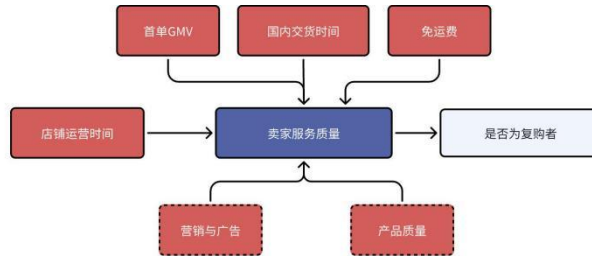 首单GMV
国内交货时间
免运费
店铺运营时间
卖家服务质量
是否为复购者
营销与广告
产品质量